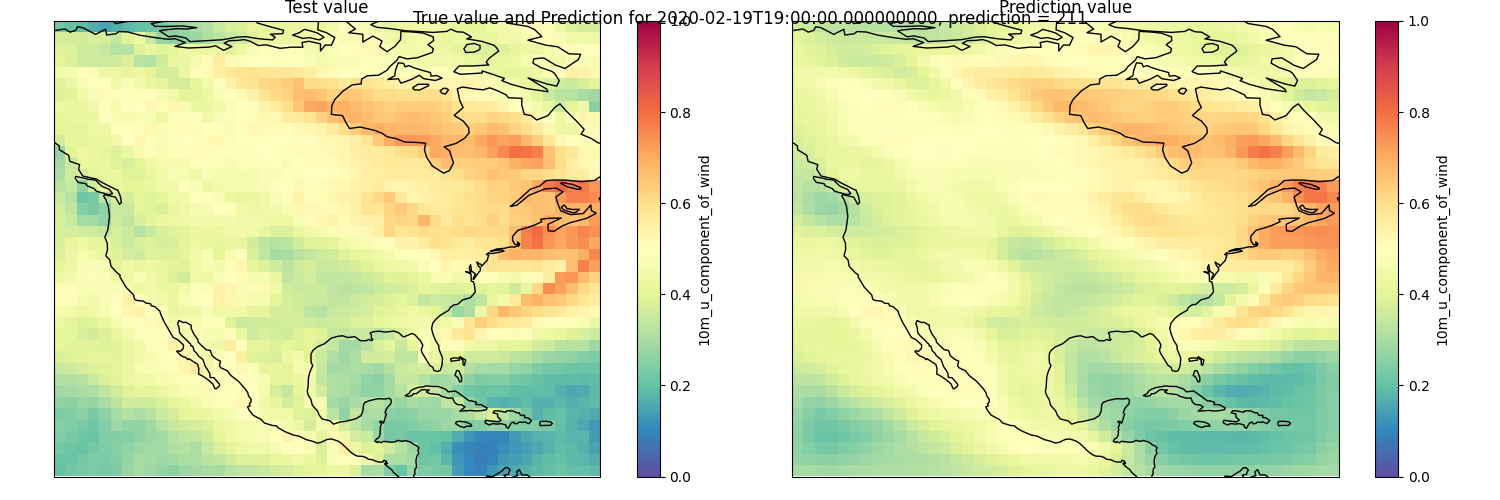 Test value
Prediction value
True value and Prediction for 2020-02-19T19:00:00.000000000, prediction = 211
1.0
0.8
0.6
0.4
0.2
0.0
10m_u_component_of_wind
1.0
0.8
0.6
0.4
0.2
0.0
10m_u_component_of_wind